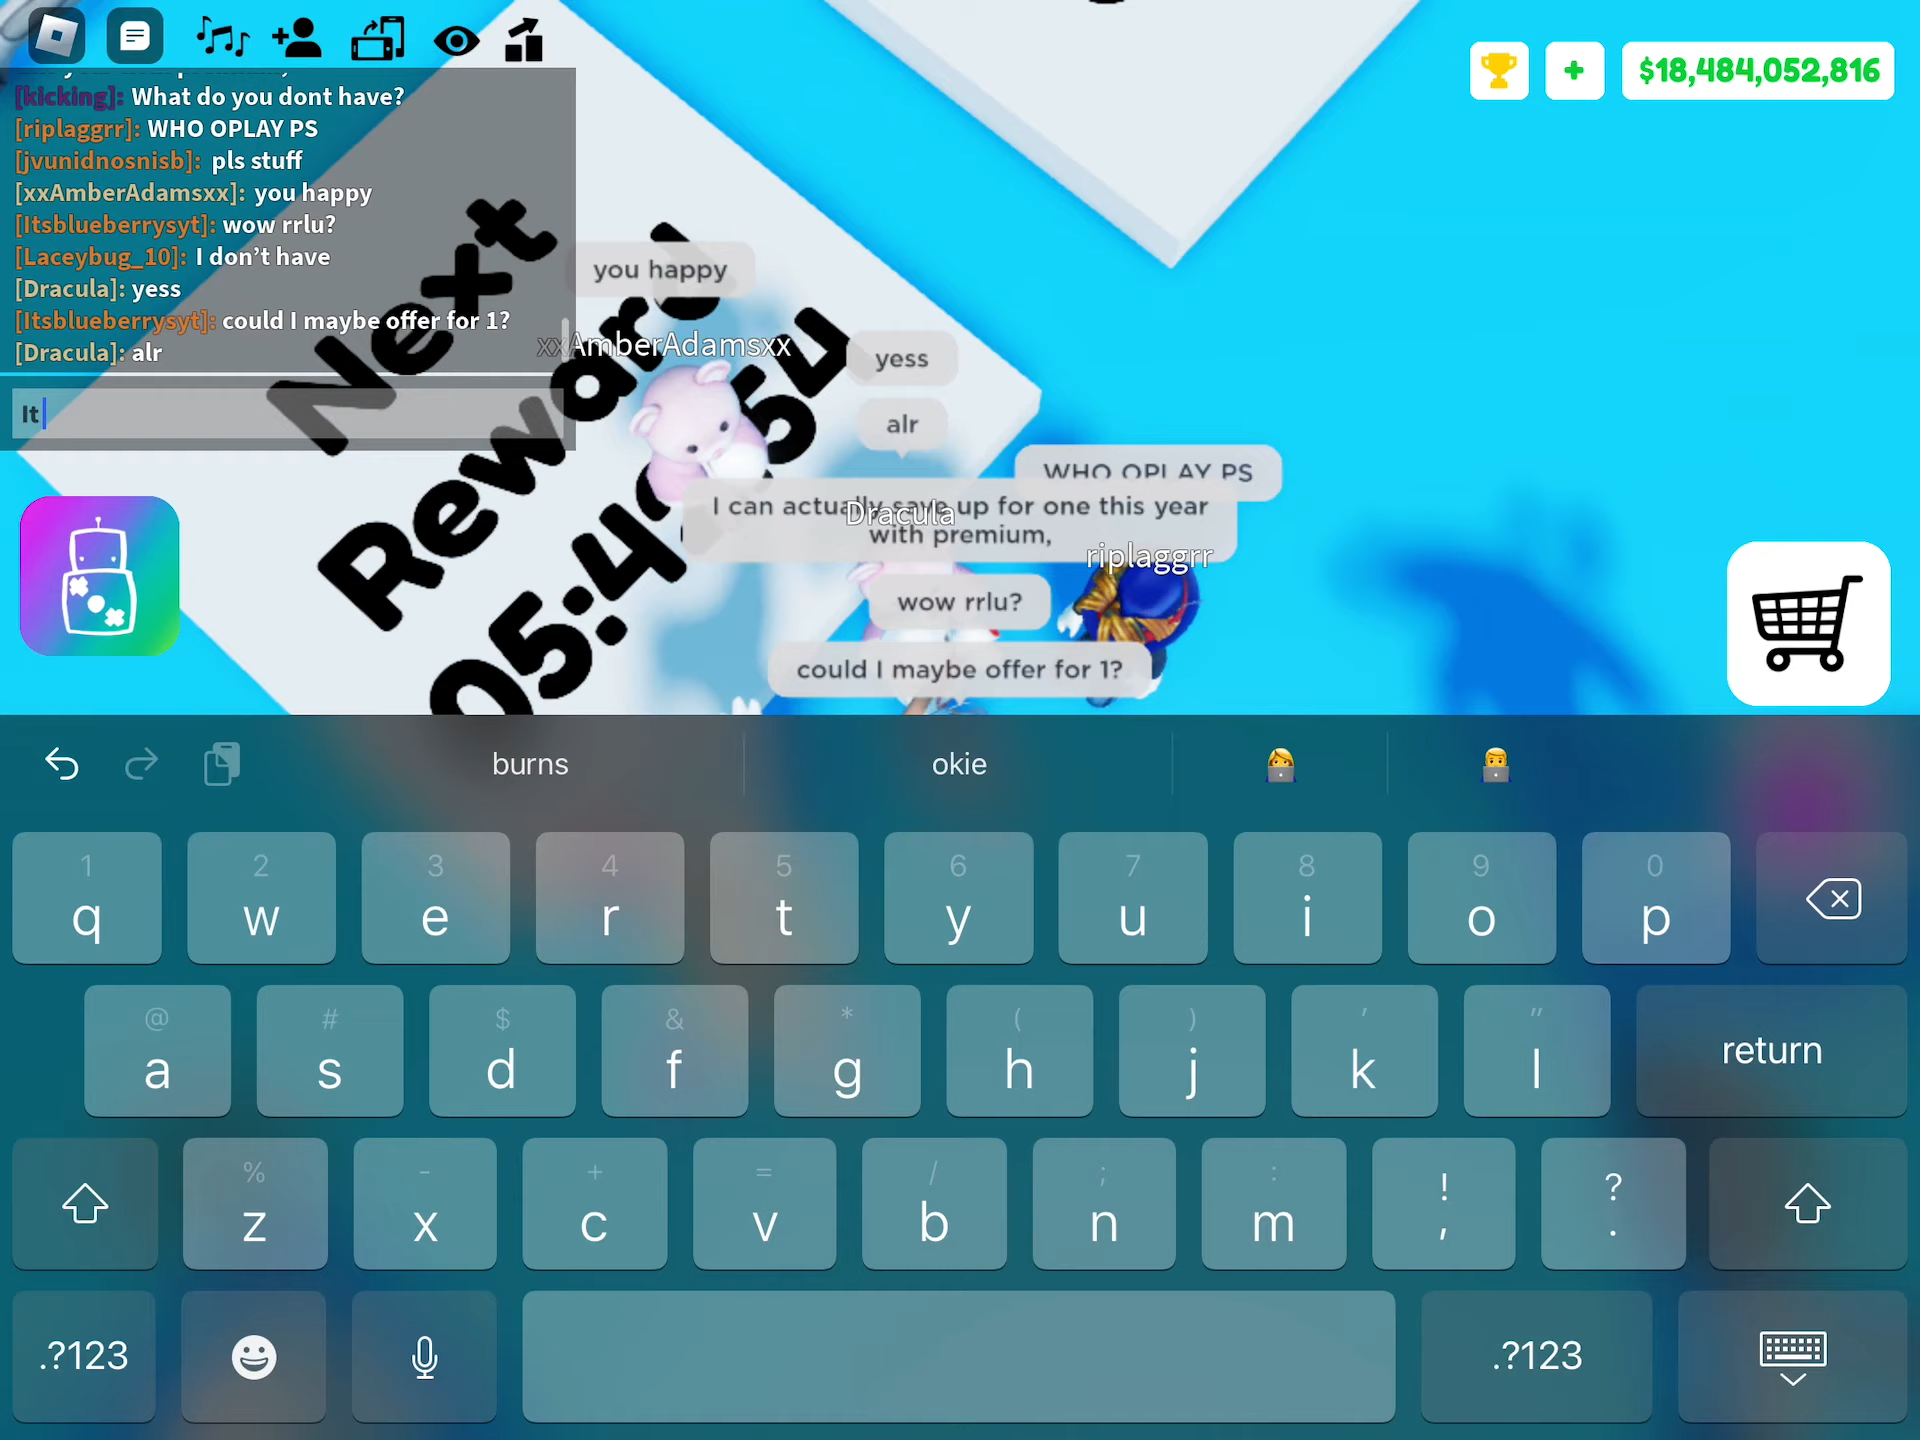 $18,484,052,816
[kicking]: What do you dont have?
[riplaggrr]: WHO OPLAY PS
[jvunidnosnisb]: pls stuff
[xxAmberAdamsxx]: you happy
[Itsblueberrysyt]: wow rrlu?
[Laceybug_10]: I don’t have
[Dracula]: yess
[Itsblueberrysyt]: could I maybe offer for 1?
[Dracula]: alr
It
Next
Reward
you happy
xxAmberAdamsxx
yess
alr
WHO OPLAY PS
I can actually save up for one this year
with premium,
Dracula
riplaggrr
wow rrlu?
could I maybe offer for 1?
burns okie
1 2 3 4 5 6 7 8 9 0
q w e r t y u i o p
@ # $ & * ( ) ' "
a s d f g h j k l return
% - + = / ; : ! ?
z x c v b n m , .
.?123 .?123